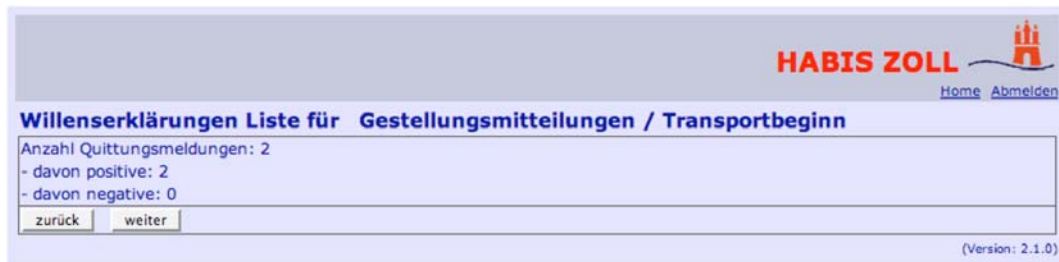 HABIS ZOLL
Home Abmelden
Willenserklärungen Liste für Gestellungsmitteilungen / Transportbeginn
Anzahl Quittungsmeldungen: 2
- davon positive: 2
- davon negative: 0
zurück weiter
(Version: 2.1.0)